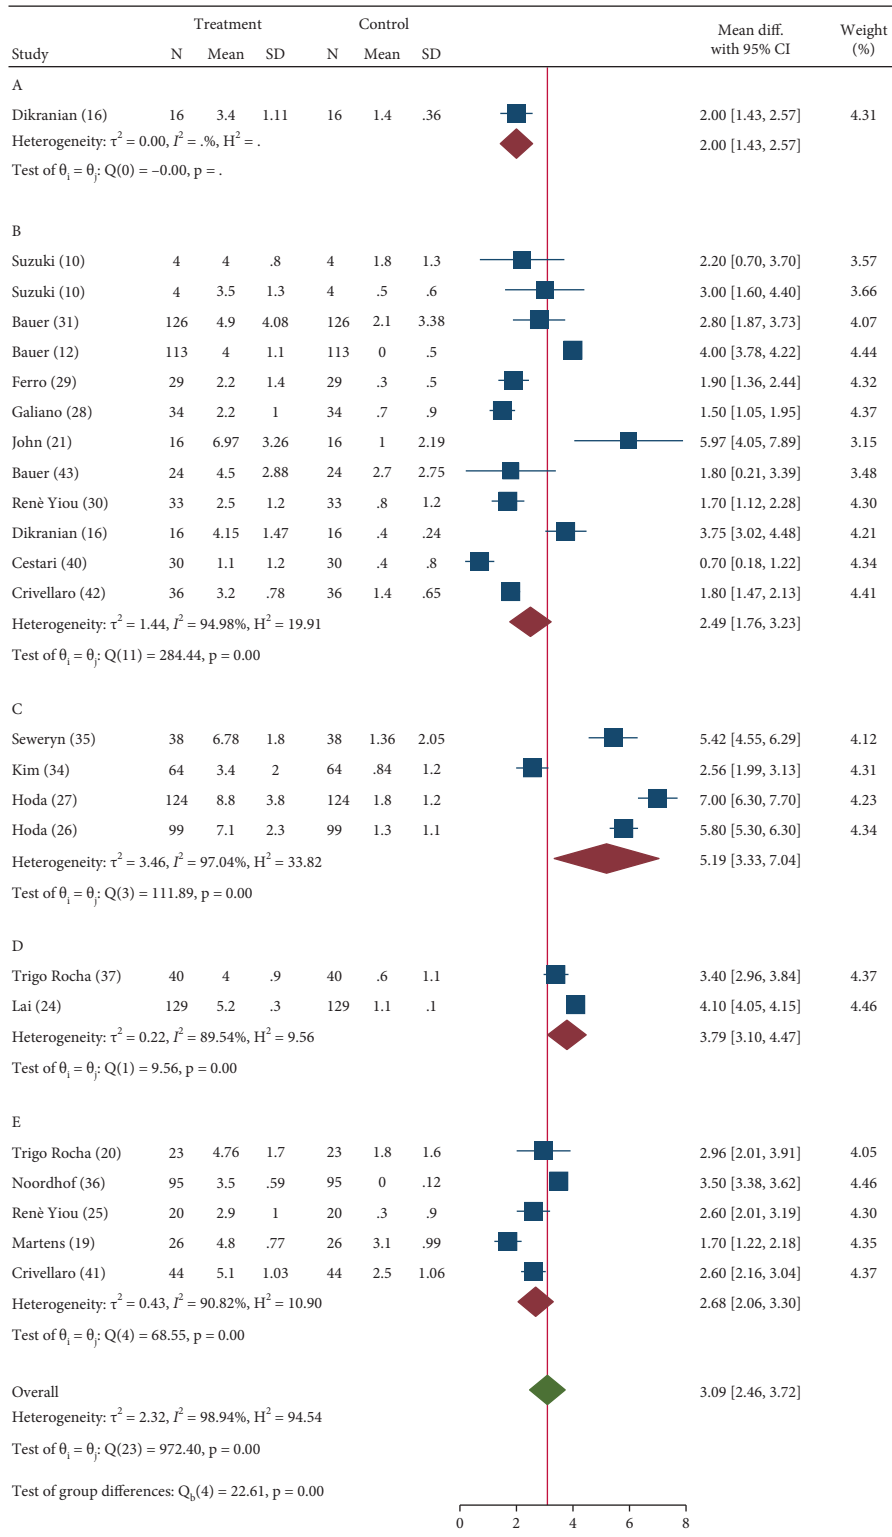 Treatment Control Mean diff. Weight
Study N Mean SD N Mean SD with 95% CI (%)
A
Dikranian (16) 16 3.4 1.11 16 1.4 .36 2.00 [1.43, 2.57] 4.31
Heterogeneity: τ² = 0.00, I² = .%, H² = . 2.00 [1.43, 2.57]
Test of θi = θj: Q(0) = –0.00, p = .
B
Suzuki (10) 4 4 .8 4 1.8 1.3 2.20 [0.70, 3.70] 3.57
Suzuki (10) 4 3.5 1.3 4 .5 .6 3.00 [1.60, 4.40] 3.66
Bauer (31) 126 4.9 4.08 126 2.1 3.38 2.80 [1.87, 3.73] 4.07
Bauer (12) 113 4 1.1 113 0 .5 4.00 [3.78, 4.22] 4.44
Ferro (29) 29 2.2 1.4 29 .3 .5 1.90 [1.36, 2.44] 4.32
Galiano (28) 34 2.2 1 34 .7 .9 1.50 [1.05, 1.95] 4.37
John (21) 16 6.97 3.26 16 1 2.19 5.97 [4.05, 7.89] 3.15
Bauer (43) 24 4.5 2.88 24 2.7 2.75 1.80 [0.21, 3.39] 3.48
Renè Yiou (30) 33 2.5 1.2 33 .8 1.2 1.70 [1.12, 2.28] 4.30
Dikranian (16) 16 4.15 1.47 16 .4 .24 3.75 [3.02, 4.48] 4.21
Cestari (40) 30 1.1 1.2 30 .4 .8 0.70 [0.18, 1.22] 4.34
Crivellaro (42) 36 3.2 .78 36 1.4 .65 1.80 [1.47, 2.13] 4.41
Heterogeneity: τ² = 1.44, I² = 94.98%, H² = 19.91 2.49 [1.76, 3.23]
Test of θi = θj: Q(11) = 284.44, p = 0.00
C
Seweryn (35) 38 6.78 1.8 38 1.36 2.05 5.42 [4.55, 6.29] 4.12
Kim (34) 64 3.4 2 64 .84 1.2 2.56 [1.99, 3.13] 4.31
Hoda (27) 124 8.8 3.8 124 1.8 1.2 7.00 [6.30, 7.70] 4.23
Hoda (26) 99 7.1 2.3 99 1.3 1.1 5.80 [5.30, 6.30] 4.34
Heterogeneity: τ² = 3.46, I² = 97.04%, H² = 33.82 5.19 [3.33, 7.04]
Test of θi = θj: Q(3) = 111.89, p = 0.00
D
Trigo Rocha (37) 40 4 .9 40 .6 1.1 3.40 [2.96, 3.84] 4.37
Lai (24) 129 5.2 .3 129 1.1 .1 4.10 [4.05, 4.15] 4.46
Heterogeneity: τ² = 0.22, I² = 89.54%, H² = 9.56 3.79 [3.10, 4.47]
Test of θi = θj: Q(1) = 9.56, p = 0.00
E
Trigo Rocha (20) 23 4.76 1.7 23 1.8 1.6 2.96 [2.01, 3.91] 4.05
Noordhof (36) 95 3.5 .59 95 0 .12 3.50 [3.38, 3.62] 4.46
Renè Yiou (25) 20 2.9 1 20 .3 .9 2.60 [2.01, 3.19] 4.30
Martens (19) 26 4.8 .77 26 3.1 .99 1.70 [1.22, 2.18] 4.35
Crivellaro (41) 44 5.1 1.03 44 2.5 1.06 2.60 [2.16, 3.04] 4.37
Heterogeneity: τ² = 0.43, I² = 90.82%, H² = 10.90 2.68 [2.06, 3.30]
Test of θi = θj: Q(4) = 68.55, p = 0.00
Overall 3.09 [2.46, 3.72]
Heterogeneity: τ² = 2.32, I² = 98.94%, H² = 94.54
Test of θi = θj: Q(23) = 972.40, p = 0.00
Test of group differences: Qb(4) = 22.61, p = 0.00
0 2 4 6 8